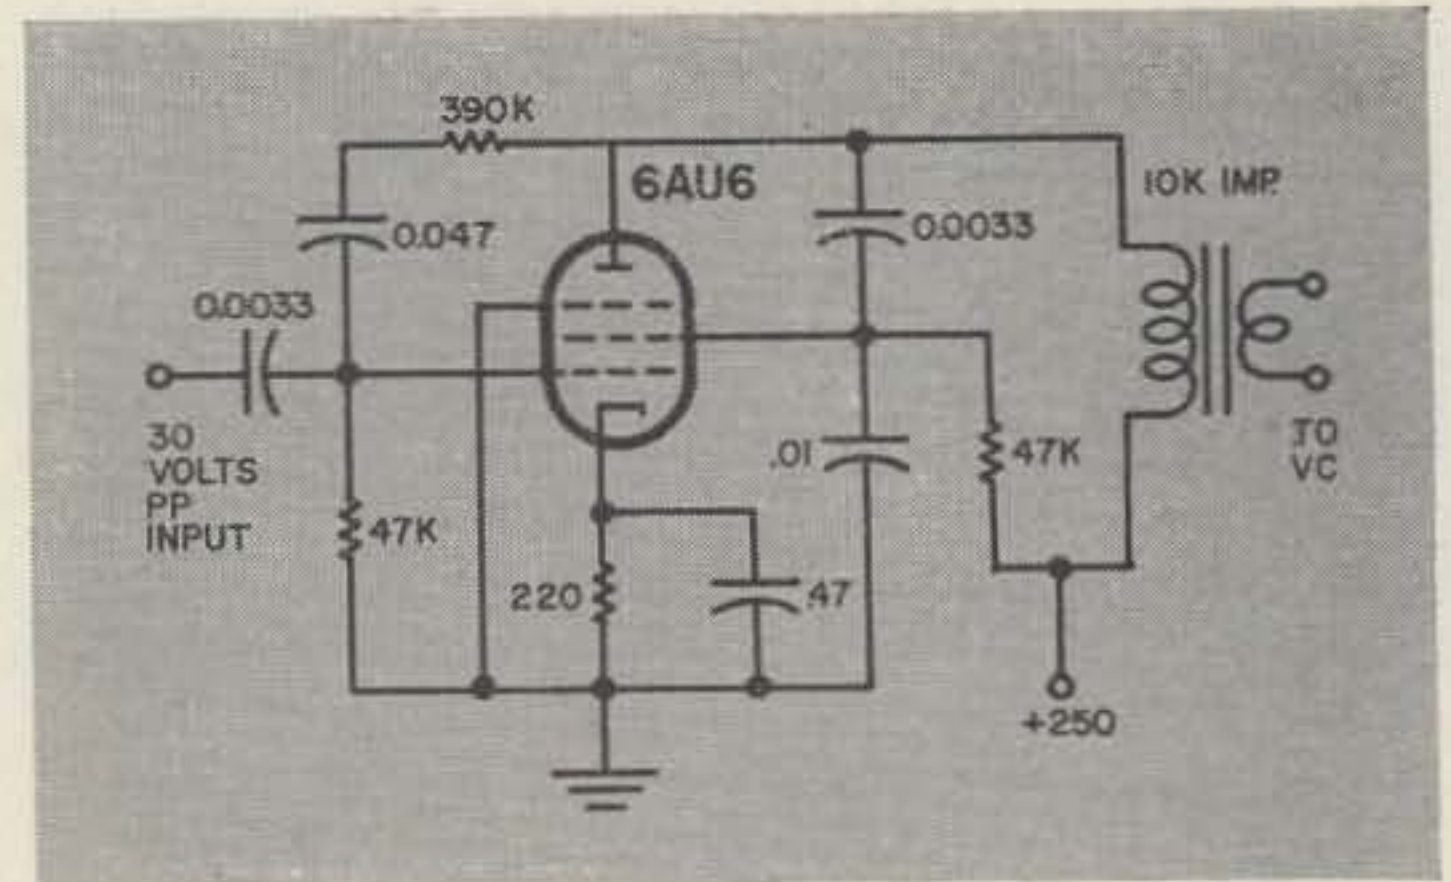 390K
6AU6
10K IMP.
0.047
0.0033
0.0033
30
VOLTS
PP
INPUT
47K
220
.47
.01
47K
TO
VC
+250